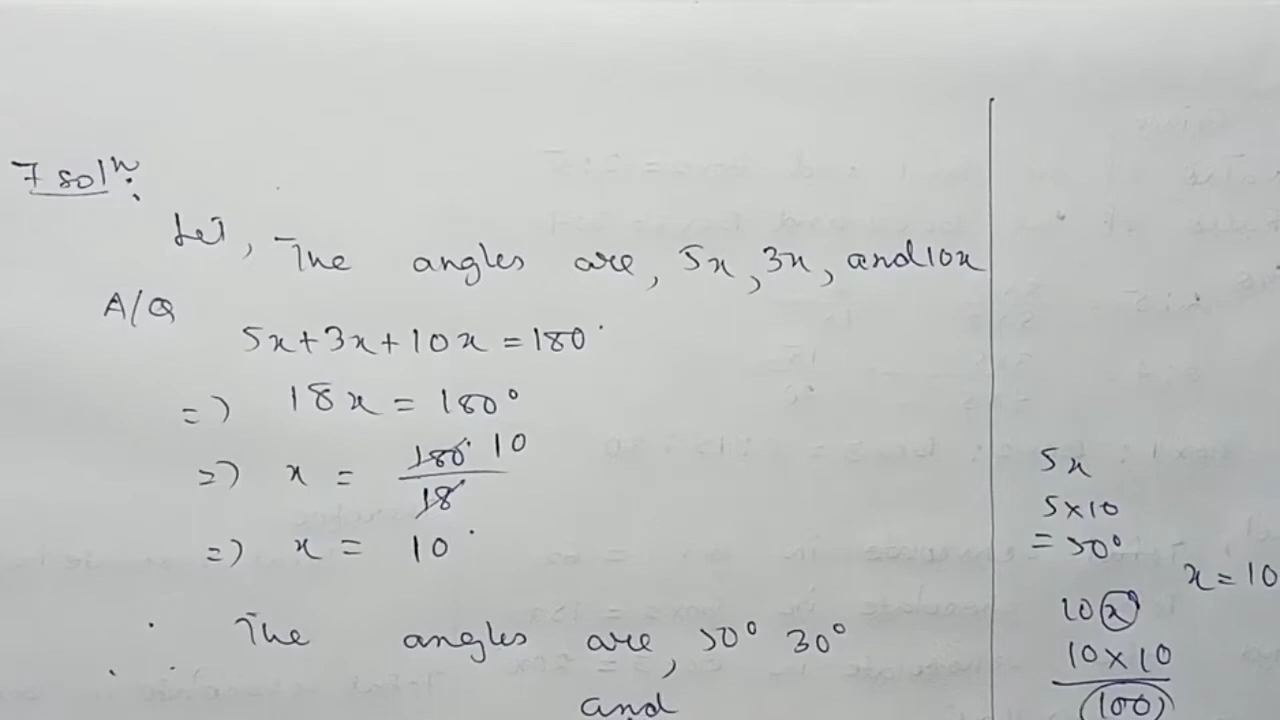 7 solⁿ:
Let, The angles are, 5x, 3x, and 10x
A/Q
5x+3x+10x = 180°
=) 18x = 180°
=) x = 180° 10
18
=) x = 10°
∴ The angles are, 50° 30°
and
5x
5×10
= 50°
x = 10
10x
10×10
100